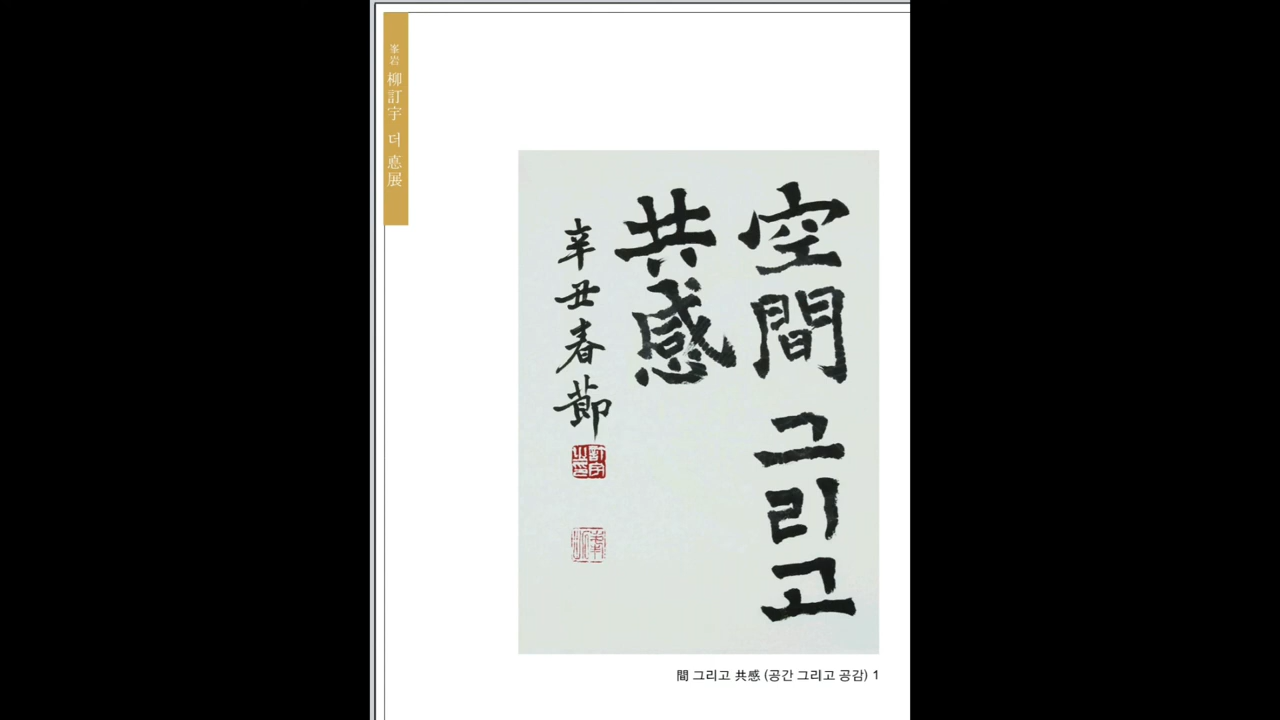 峯岩 柳訂宇 더 惪展
空間 그리고
共感
辛丑春節
間 그리고 共感 (공간 그리고 공감) 1